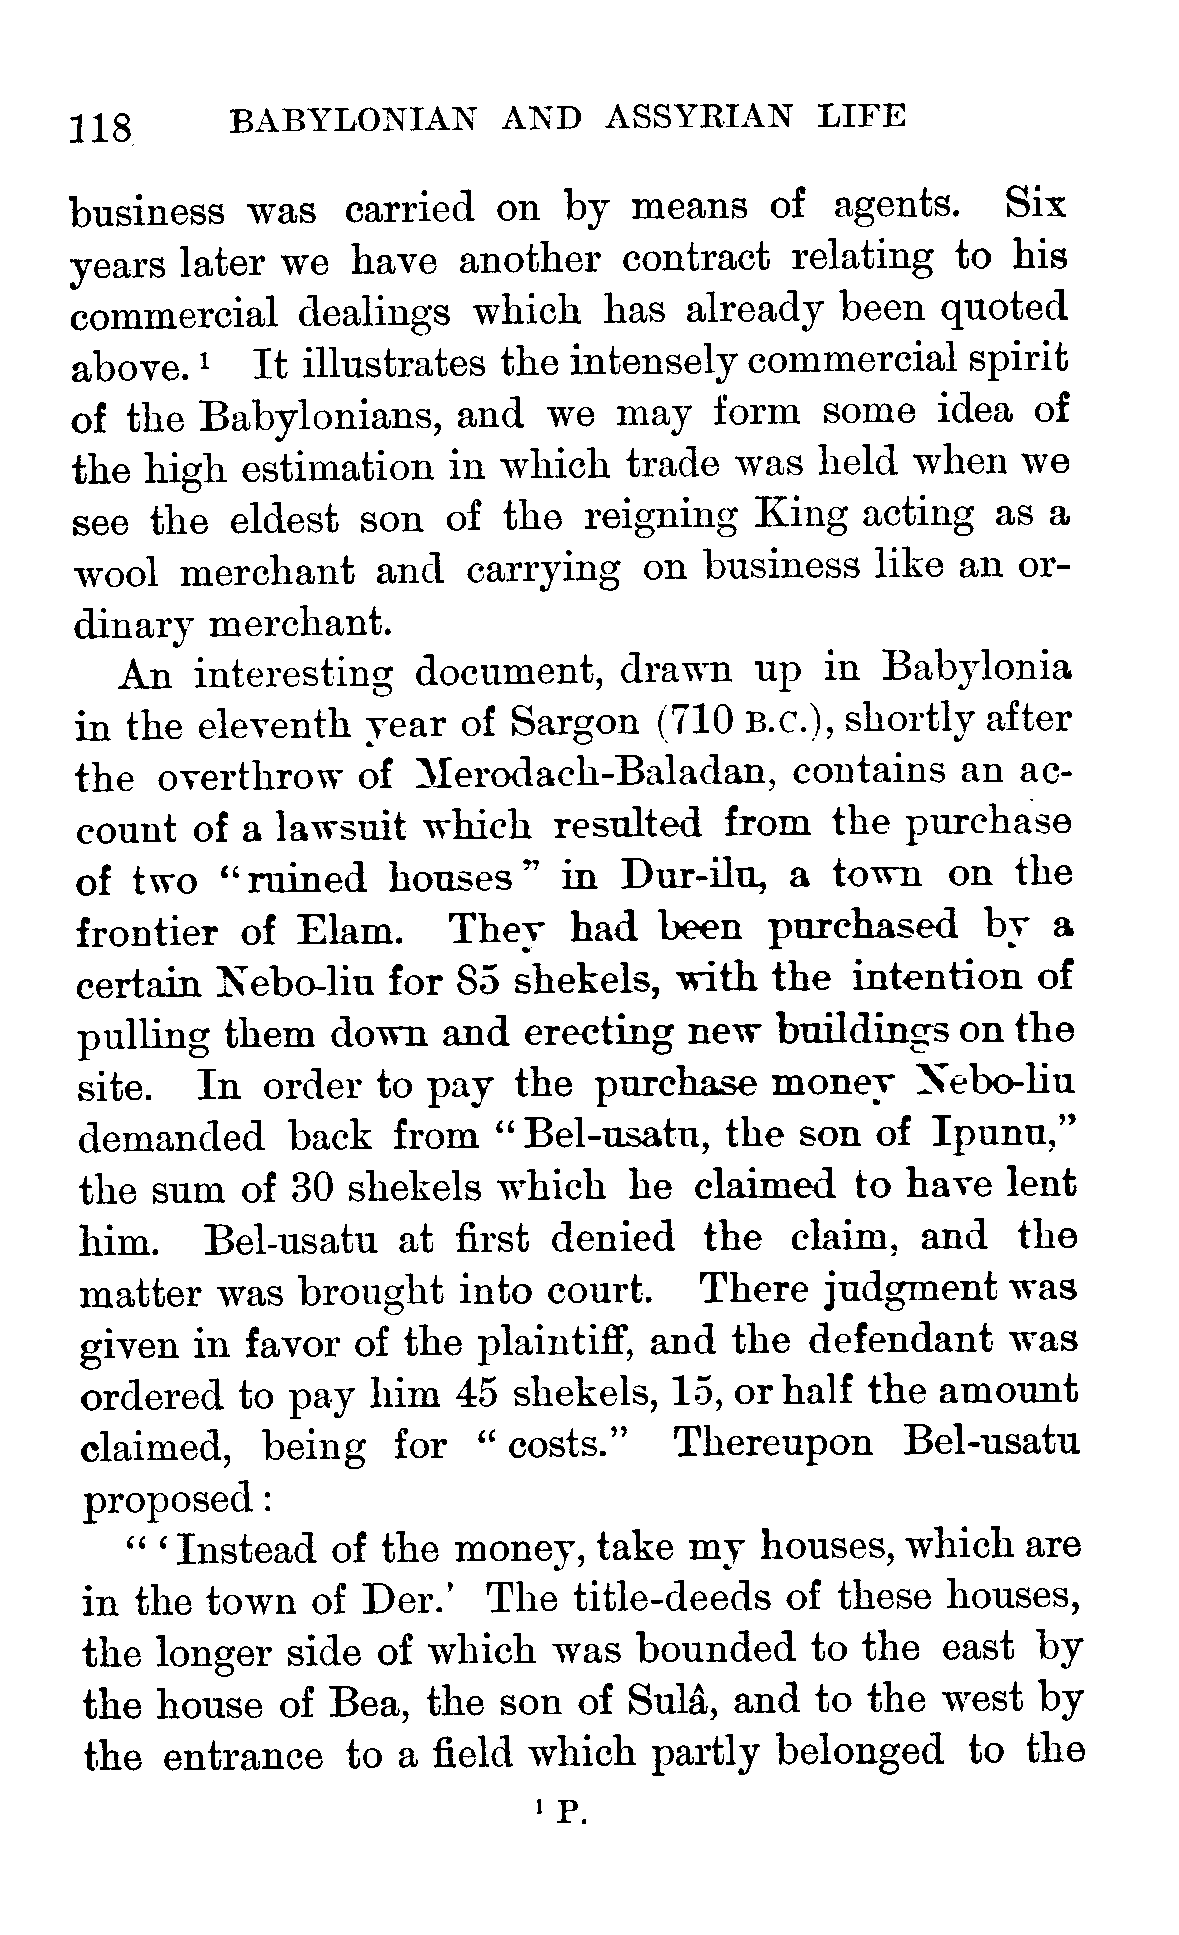 118 BABYLONIAN AND ASSYRIAN LIFE
business was carried on by means of agents. Six
years later we have another contract relating to his
commercial dealings which has already been quoted
above.¹ It illustrates the intensely commercial spirit
of the Babylonians, and we may form some idea of
the high estimation in which trade was held when we
see the eldest son of the reigning King acting as a
wool merchant and carrying on business like an or-
dinary merchant.
An interesting document, drawn up in Babylonia
in the eleventh year of Sargon (710 B.C.), shortly after
the overthrow of Merodach-Baladan, contains an ac-
count of a lawsuit which resulted from the purchase
of two “ruined houses” in Dur-ilu, a town on the
frontier of Elam. They had been purchased by a
certain Nebo-liu for 85 shekels, with the intention of
pulling them down and erecting new buildings on the
site. In order to pay the purchase money Nebo-liu
demanded back from “Bel-usatu, the son of Ipunu,”
the sum of 30 shekels which he claimed to have lent
him. Bel-usatu at first denied the claim, and the
matter was brought into court. There judgment was
given in favor of the plaintiff, and the defendant was
ordered to pay him 45 shekels, 15, or half the amount
claimed, being for “costs.” Thereupon Bel-usatu
proposed:
“‘Instead of the money, take my houses, which are
in the town of Der.’ The title-deeds of these houses,
the longer side of which was bounded to the east by
the house of Bea, the son of Sulâ, and to the west by
the entrance to a field which partly belonged to the
¹ P.